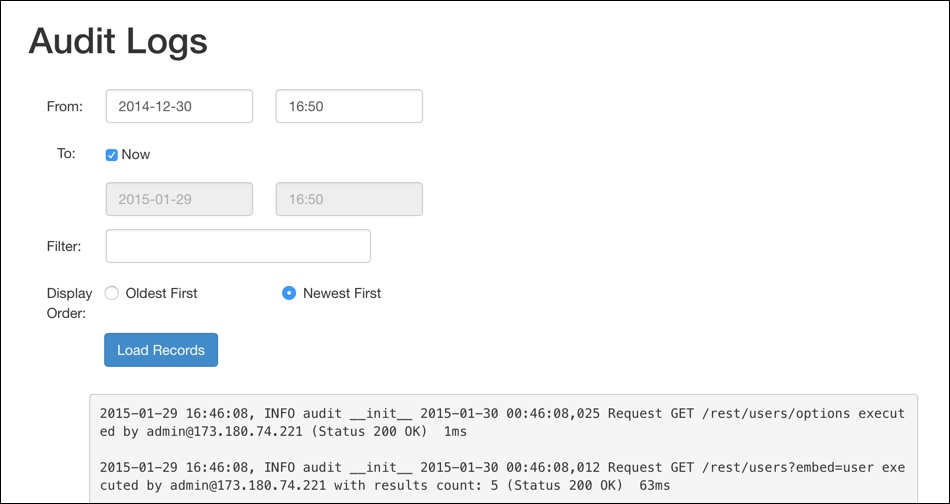 Audit Logs
From: 2014-12-30 16:50
To: Now
2015-01-29 16:50
Filter:
Display Order: Oldest First Newest First
Load Records
2015-01-29 16:46:08, INFO audit __init__ 2015-01-30 00:46:08,025 Request GET /rest/users/options execut
ed by admin@173.180.74.221 (Status 200 OK)  1ms
2015-01-29 16:46:08, INFO audit __init__ 2015-01-30 00:46:08,012 Request GET /rest/users?embed=user exe
cuted by admin@173.180.74.221 with results count: 5 (Status 200 OK)  63ms